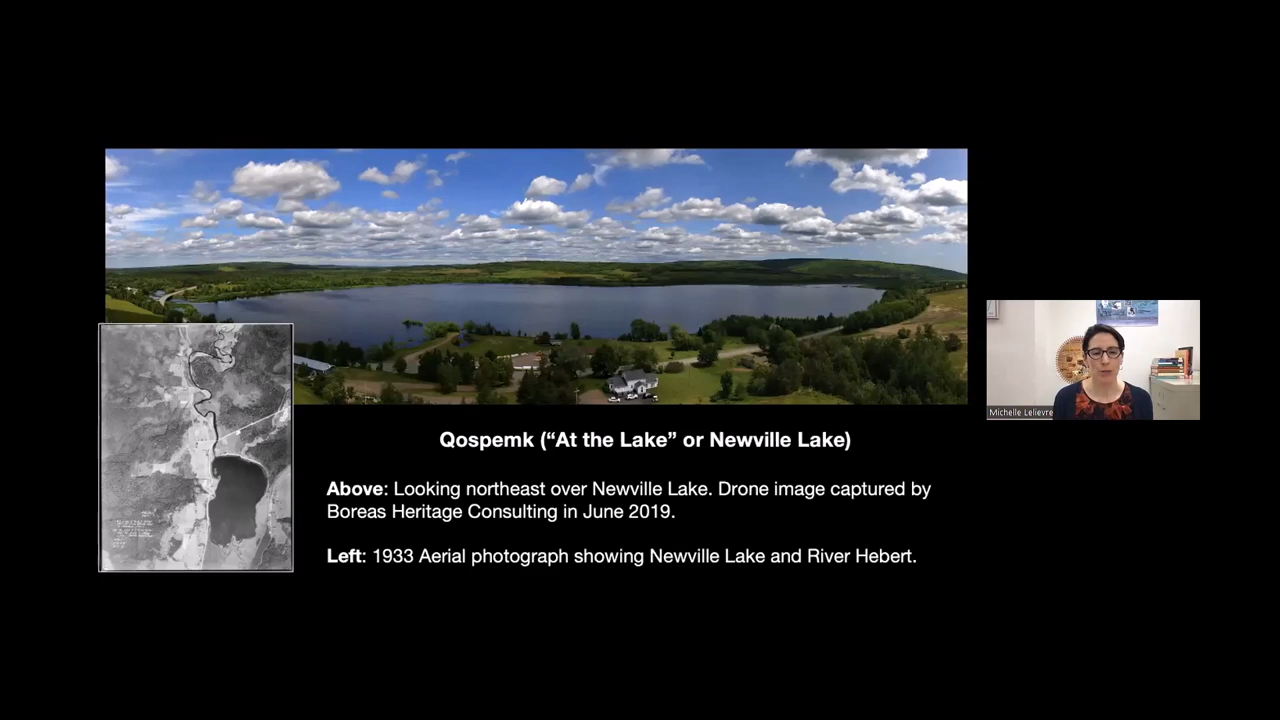 Qospemk (“At the Lake” or Newville Lake)
Above: Looking northeast over Newville Lake. Drone image captured by
Boreas Heritage Consulting in June 2019.
Left: 1933 Aerial photograph showing Newville Lake and River Hebert.
Michelle Lelievre